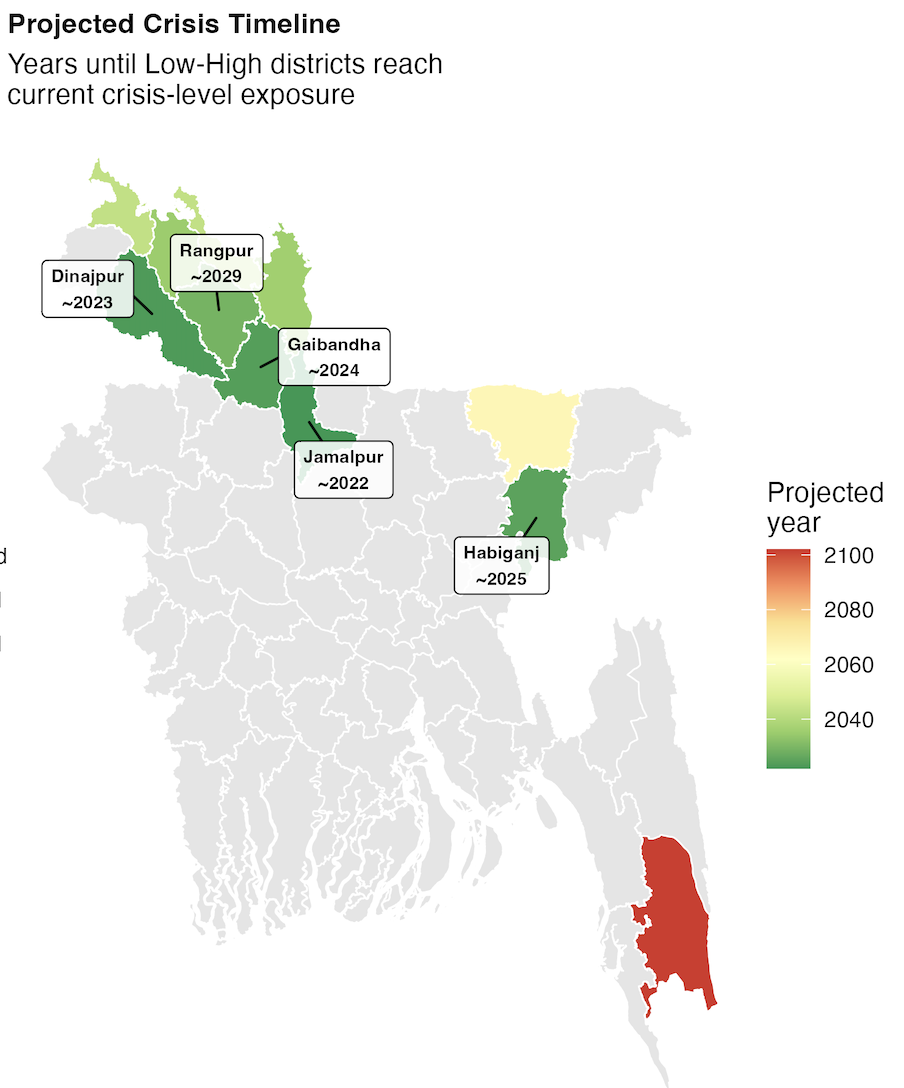 Projected Crisis Timeline
Years until Low-High districts reach
current crisis-level exposure
Rangpur
~2029
Dinajpur
~2023
Gaibandha
~2024
Jamalpur
~2022
Habiganj
~2025
Projected
year
2100
2080
2060
2040
d